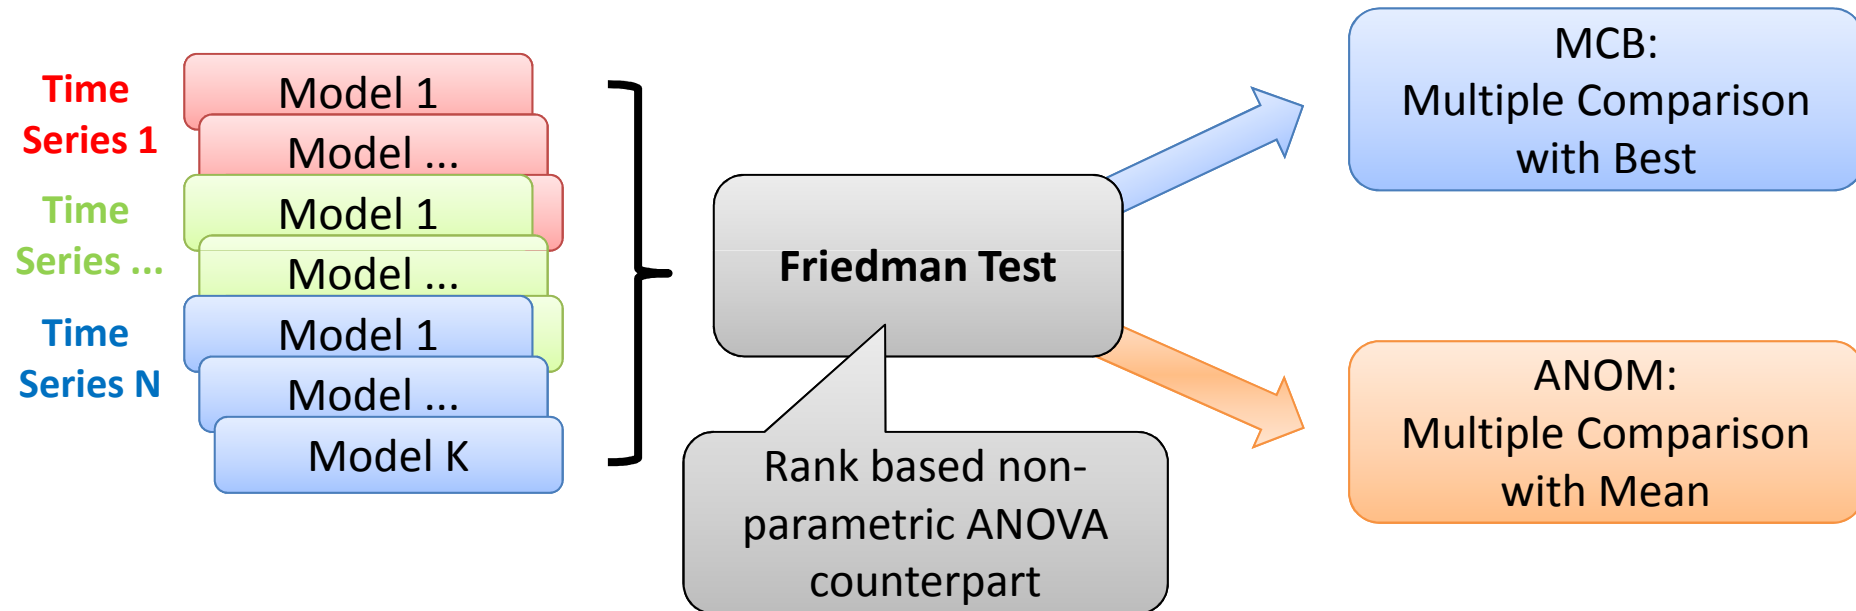 Time
Series 1
Model 1
Model ...
Time
Series ...
Model 1
Model ...
Time
Series N
Model 1
Model ...
Model K
Friedman Test
Rank based non-
parametric ANOVA
counterpart
MCB:
Multiple Comparison
with Best
ANOM:
Multiple Comparison
with Mean